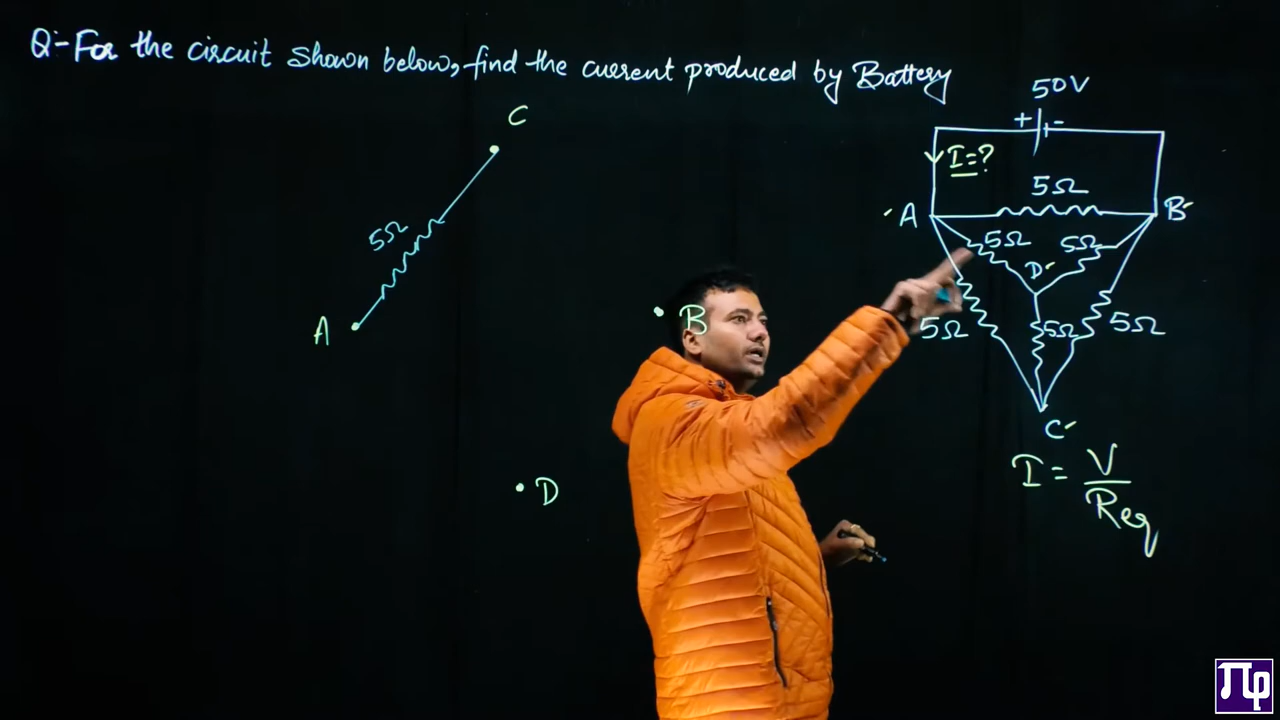 Q:- For the circuit shown below, find the current produced by Battery
C
5Ω
A
B
D
50V
+ -
I=?
5Ω
A
B
5Ω
5Ω
D
5Ω
5Ω
5Ω
C
I = V/Req